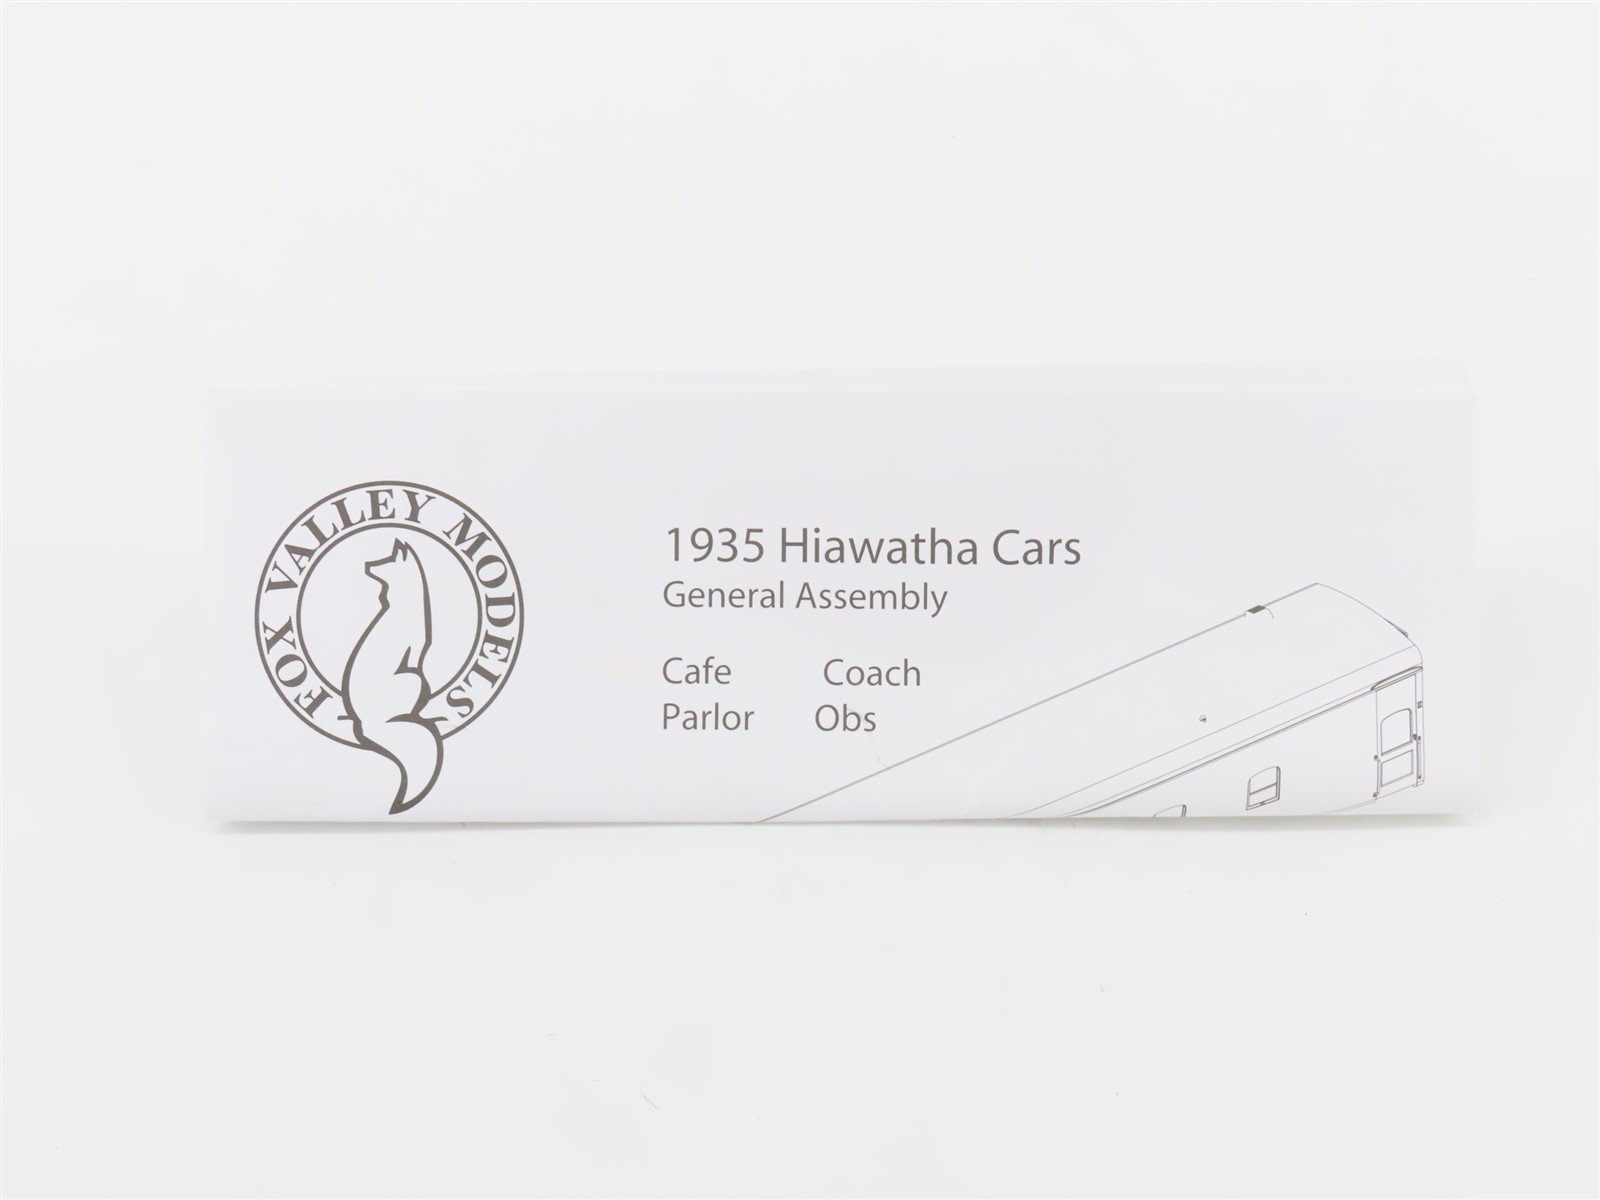 FOX VALLEY MODELS
1935 Hiawatha Cars
General Assembly
Cafe Coach
Parlor Obs